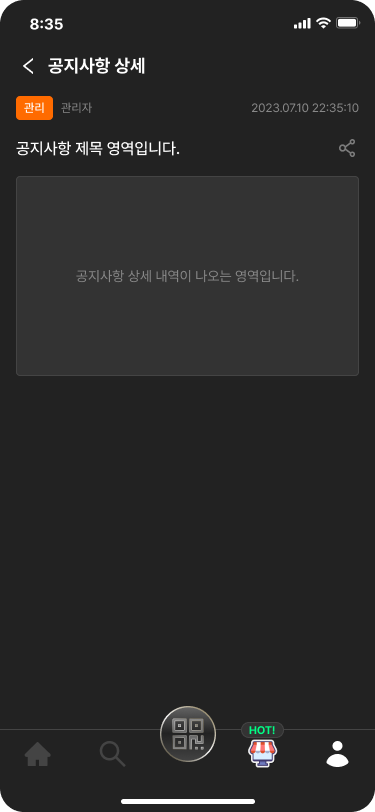 8:35
공지사항 상세
관리 관리자 2023.07.10 22:35:10
공지사항 제목 영역입니다.
공지사항 상세 내역이 나오는 영역입니다.
HOT!